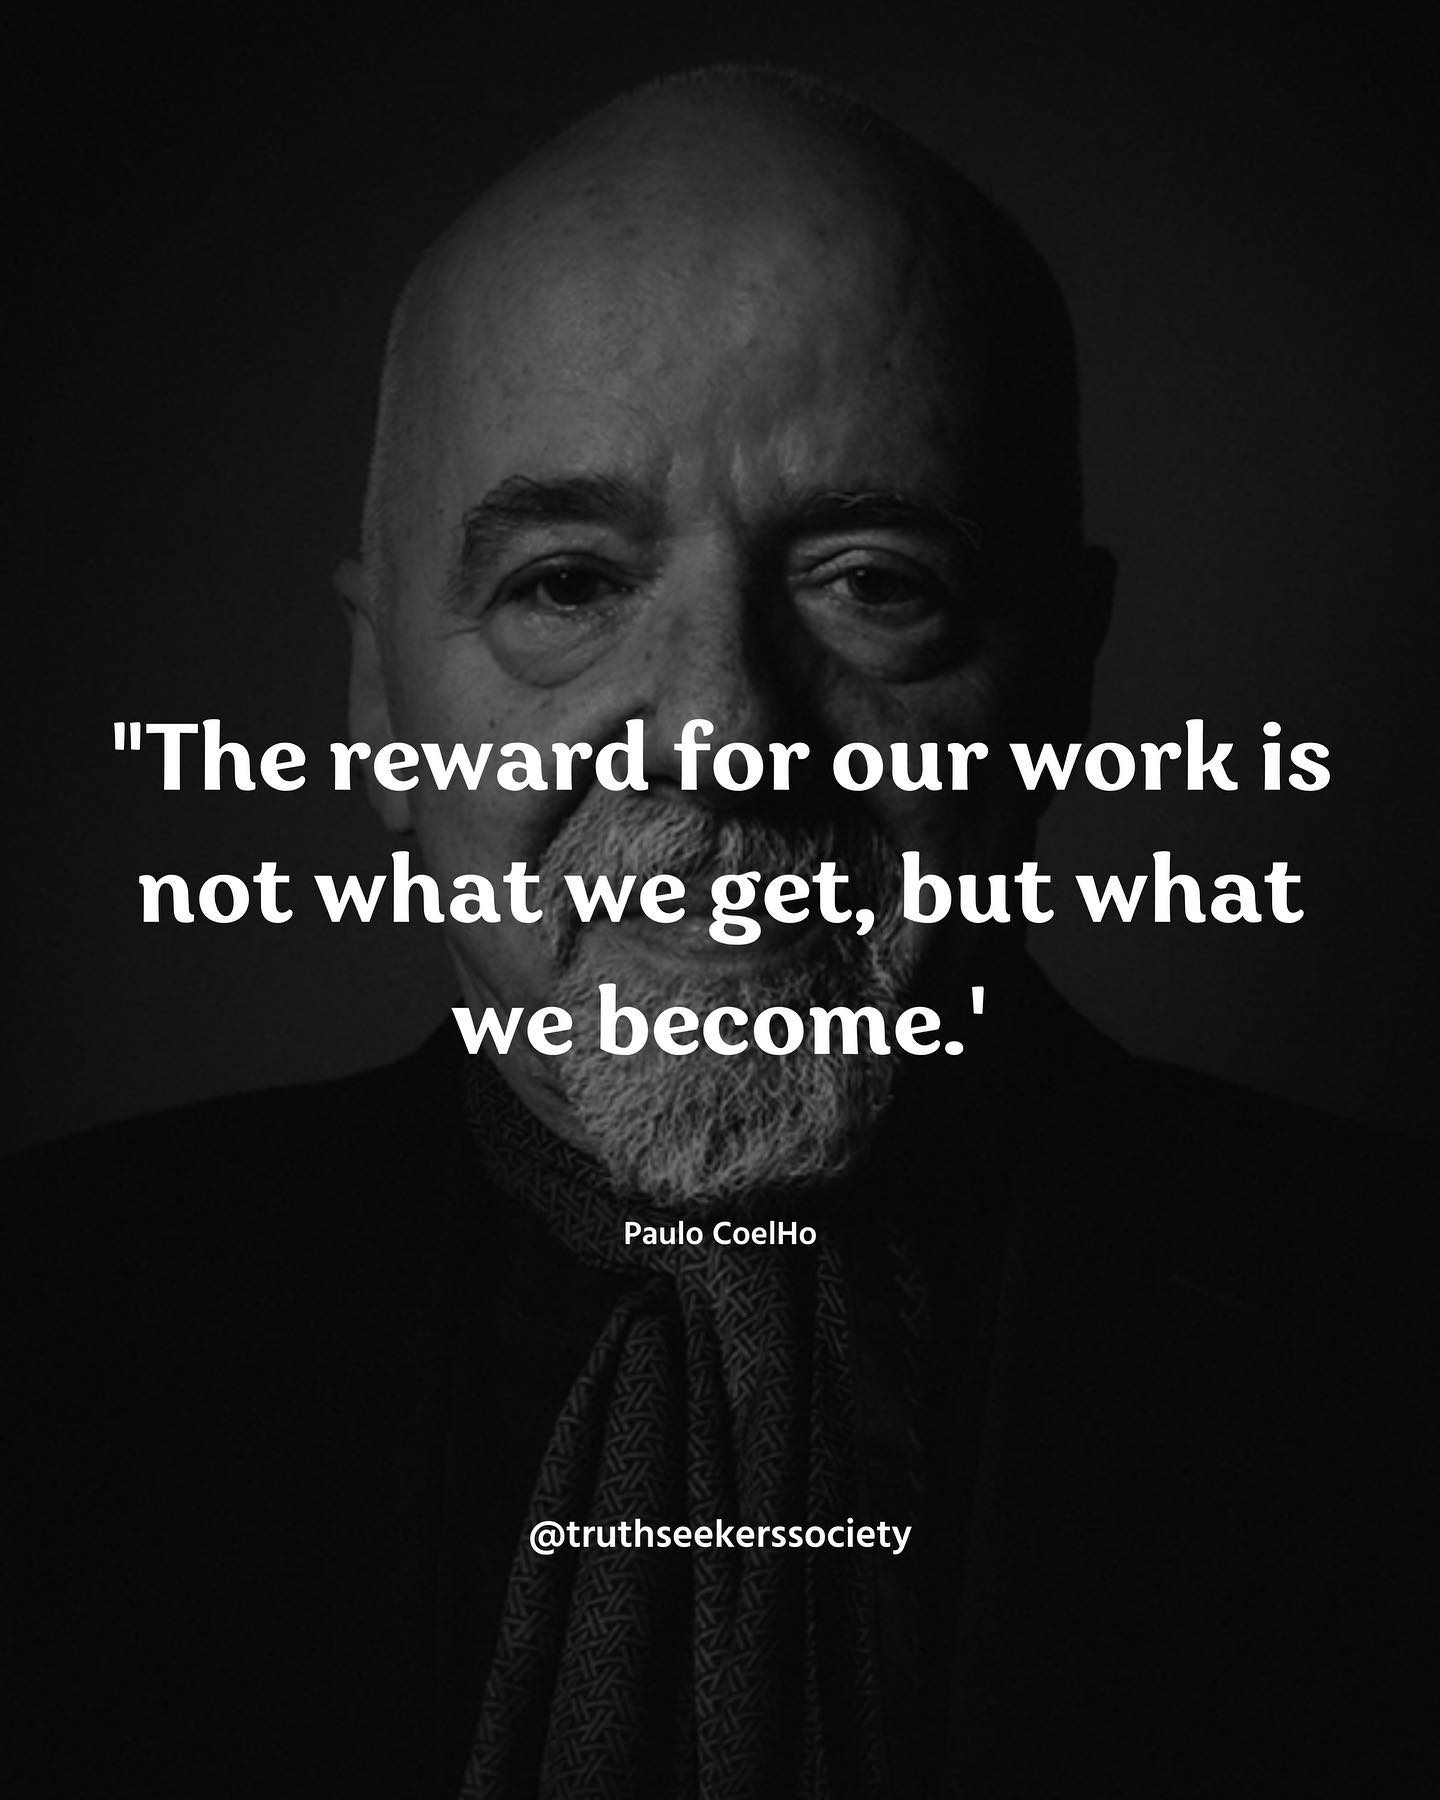 "The reward for our work is
not what we get, but what
we become.'
Paulo CoelHo
@truthseekerssociety